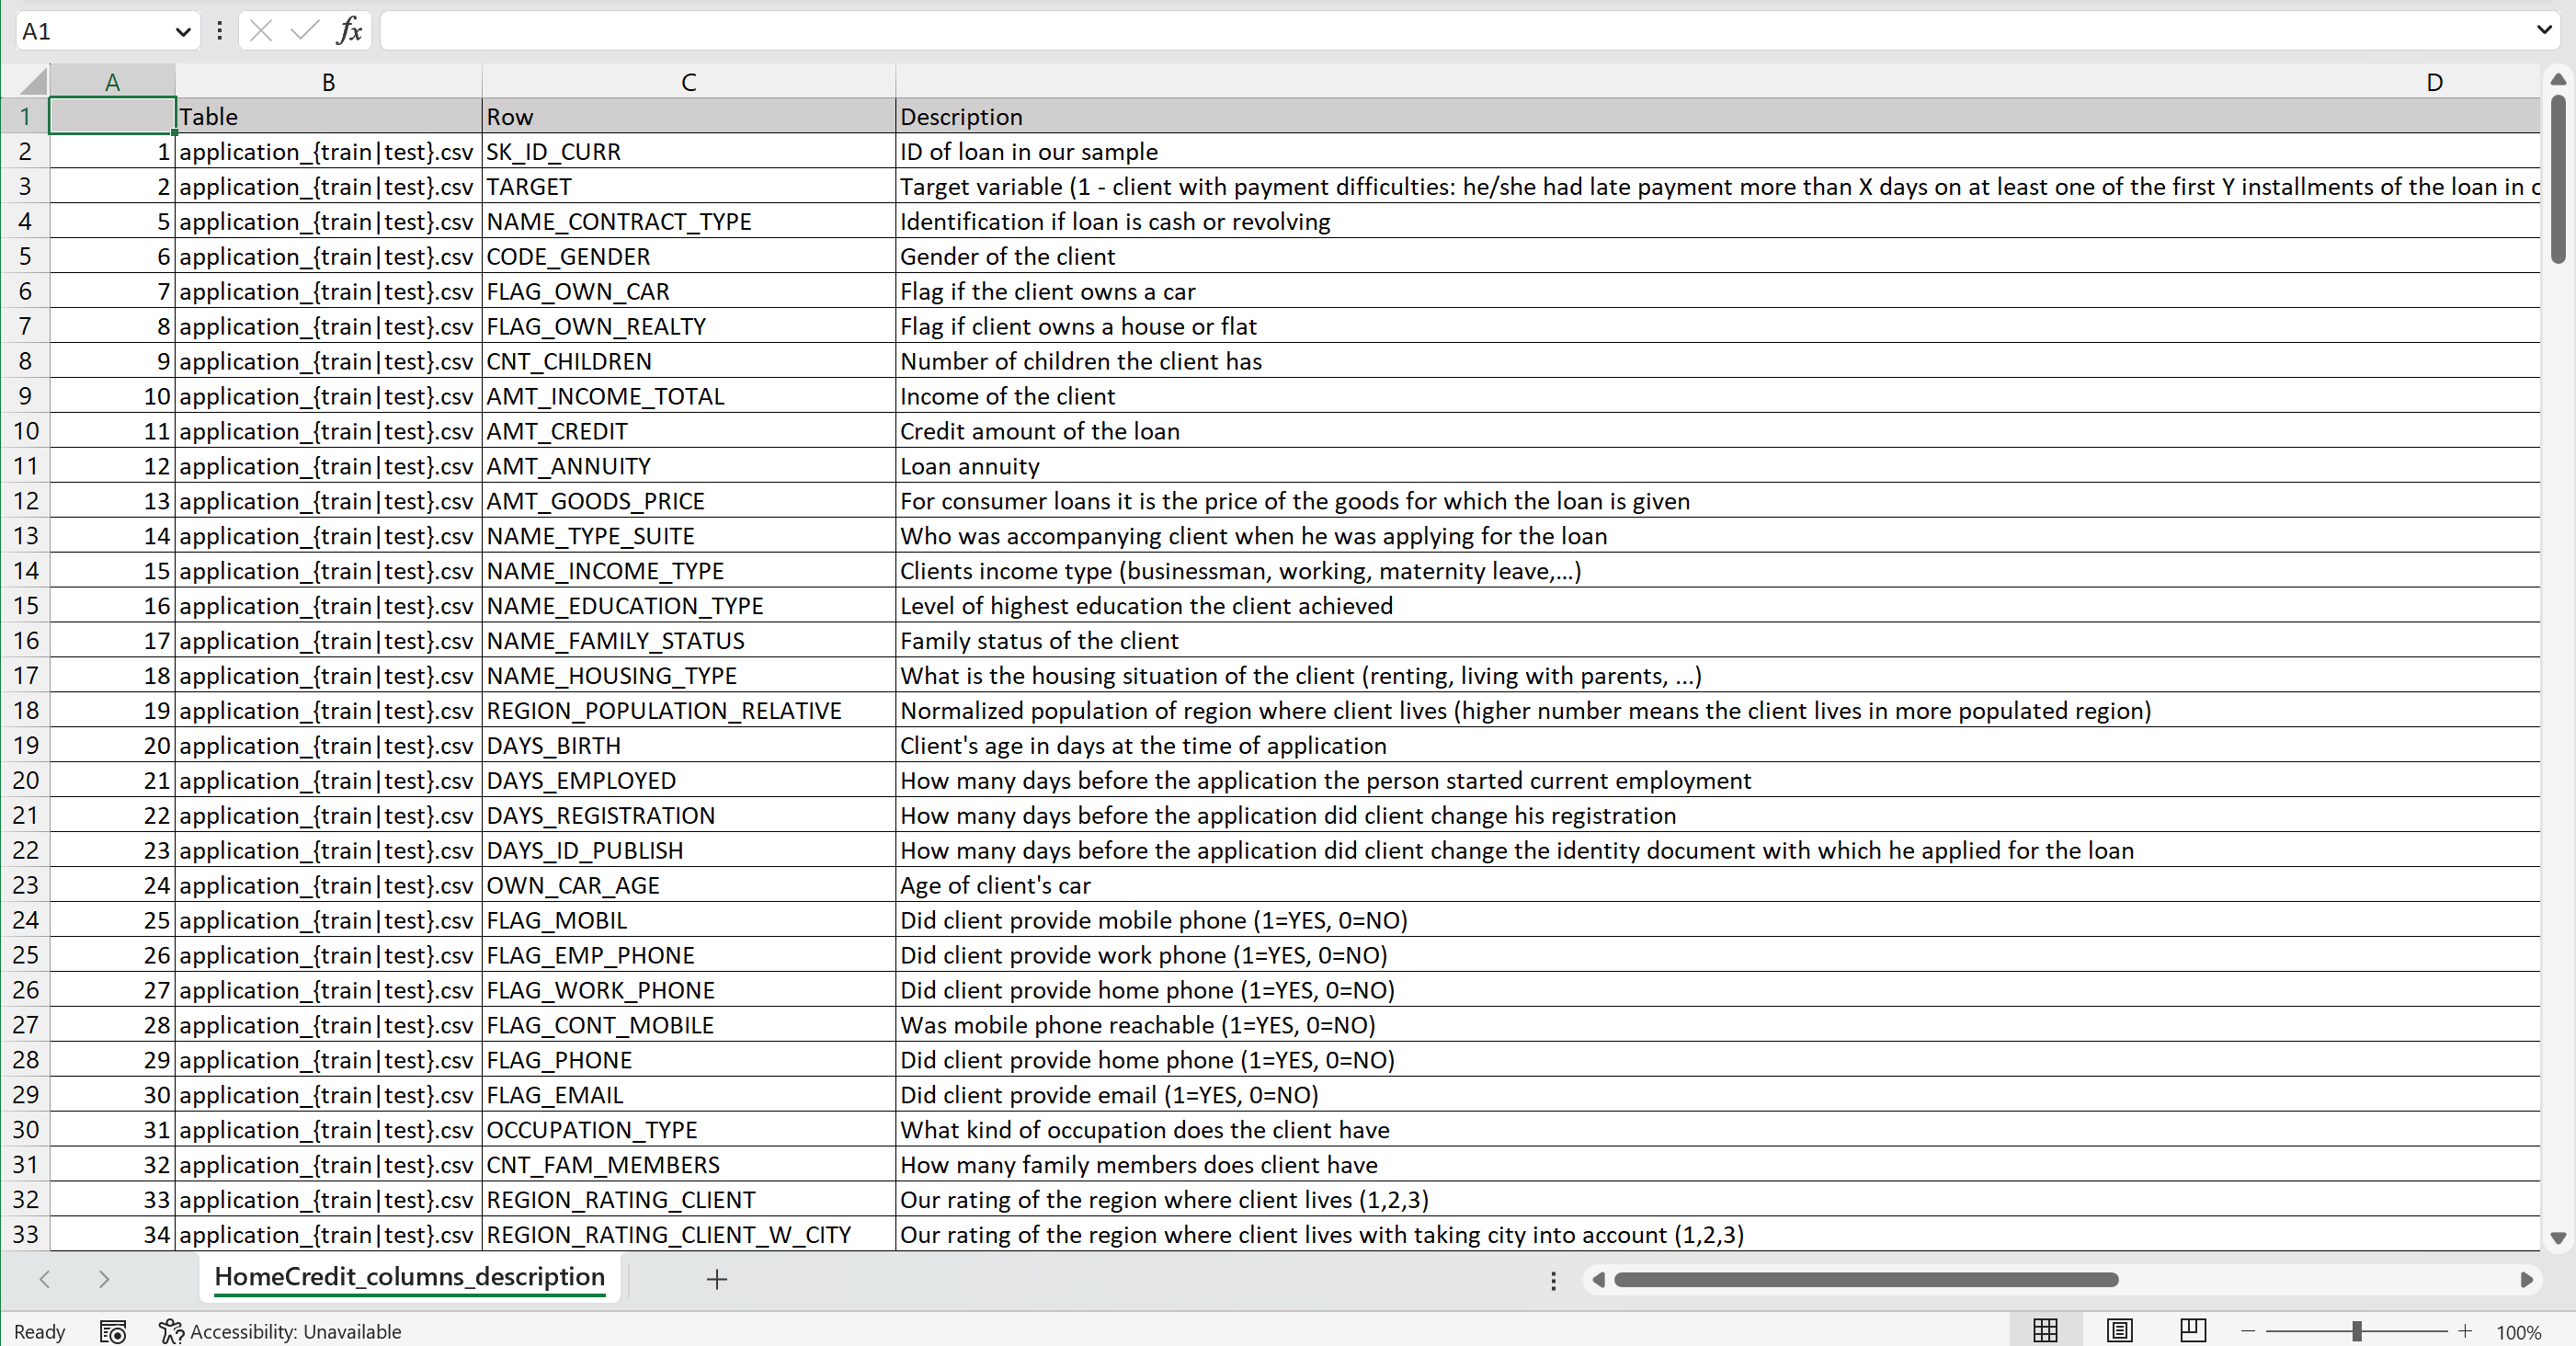 A1 fx
A B C D
1 Table Row Description
2 1 application_{train|test}.csv SK_ID_CURR ID of loan in our sample
3 2 application_{train|test}.csv TARGET Target variable (1 - client with payment difficulties: he/she had late payment more than X days on at least one of the first Y installments of the loan in
4 5 application_{train|test}.csv NAME_CONTRACT_TYPE Identification if loan is cash or revolving
5 6 application_{train|test}.csv CODE_GENDER Gender of the client
6 7 application_{train|test}.csv FLAG_OWN_CAR Flag if the client owns a car
7 8 application_{train|test}.csv FLAG_OWN_REALTY Flag if client owns a house or flat
8 9 application_{train|test}.csv CNT_CHILDREN Number of children the client has
9 10 application_{train|test}.csv AMT_INCOME_TOTAL Income of the client
10 11 application_{train|test}.csv AMT_CREDIT Credit amount of the loan
11 12 application_{train|test}.csv AMT_ANNUITY Loan annuity
12 13 application_{train|test}.csv AMT_GOODS_PRICE For consumer loans it is the price of the goods for which the loan is given
13 14 application_{train|test}.csv NAME_TYPE_SUITE Who was accompanying client when he was applying for the loan
14 15 application_{train|test}.csv NAME_INCOME_TYPE Clients income type (businessman, working, maternity leave,…)
15 16 application_{train|test}.csv NAME_EDUCATION_TYPE Level of highest education the client achieved
16 17 application_{train|test}.csv NAME_FAMILY_STATUS Family status of the client
17 18 application_{train|test}.csv NAME_HOUSING_TYPE What is the housing situation of the client (renting, living with parents, ...)
18 19 application_{train|test}.csv REGION_POPULATION_RELATIVE Normalized population of region where client lives (higher number means the client lives in more populated region)
19 20 application_{train|test}.csv DAYS_BIRTH Client's age in days at the time of application
20 21 application_{train|test}.csv DAYS_EMPLOYED How many days before the application the person started current employment
21 22 application_{train|test}.csv DAYS_REGISTRATION How many days before the application did client change his registration
22 23 application_{train|test}.csv DAYS_ID_PUBLISH How many days before the application did client change the identity document with which he applied for the loan
23 24 application_{train|test}.csv OWN_CAR_AGE Age of client's car
24 25 application_{train|test}.csv FLAG_MOBIL Did client provide mobile phone (1=YES, 0=NO)
25 26 application_{train|test}.csv FLAG_EMP_PHONE Did client provide work phone (1=YES, 0=NO)
26 27 application_{train|test}.csv FLAG_WORK_PHONE Did client provide home phone (1=YES, 0=NO)
27 28 application_{train|test}.csv FLAG_CONT_MOBILE Was mobile phone reachable (1=YES, 0=NO)
28 29 application_{train|test}.csv FLAG_PHONE Did client provide home phone (1=YES, 0=NO)
29 30 application_{train|test}.csv FLAG_EMAIL Did client provide email (1=YES, 0=NO)
30 31 application_{train|test}.csv OCCUPATION_TYPE What kind of occupation does the client have
31 32 application_{train|test}.csv CNT_FAM_MEMBERS How many family members does client have
32 33 application_{train|test}.csv REGION_RATING_CLIENT Our rating of the region where client lives (1,2,3)
33 34 application_{train|test}.csv REGION_RATING_CLIENT_W_CITY Our rating of the region where client lives with taking city into account (1,2,3)
HomeCredit_columns_description
Ready Accessibility: Unavailable 100%